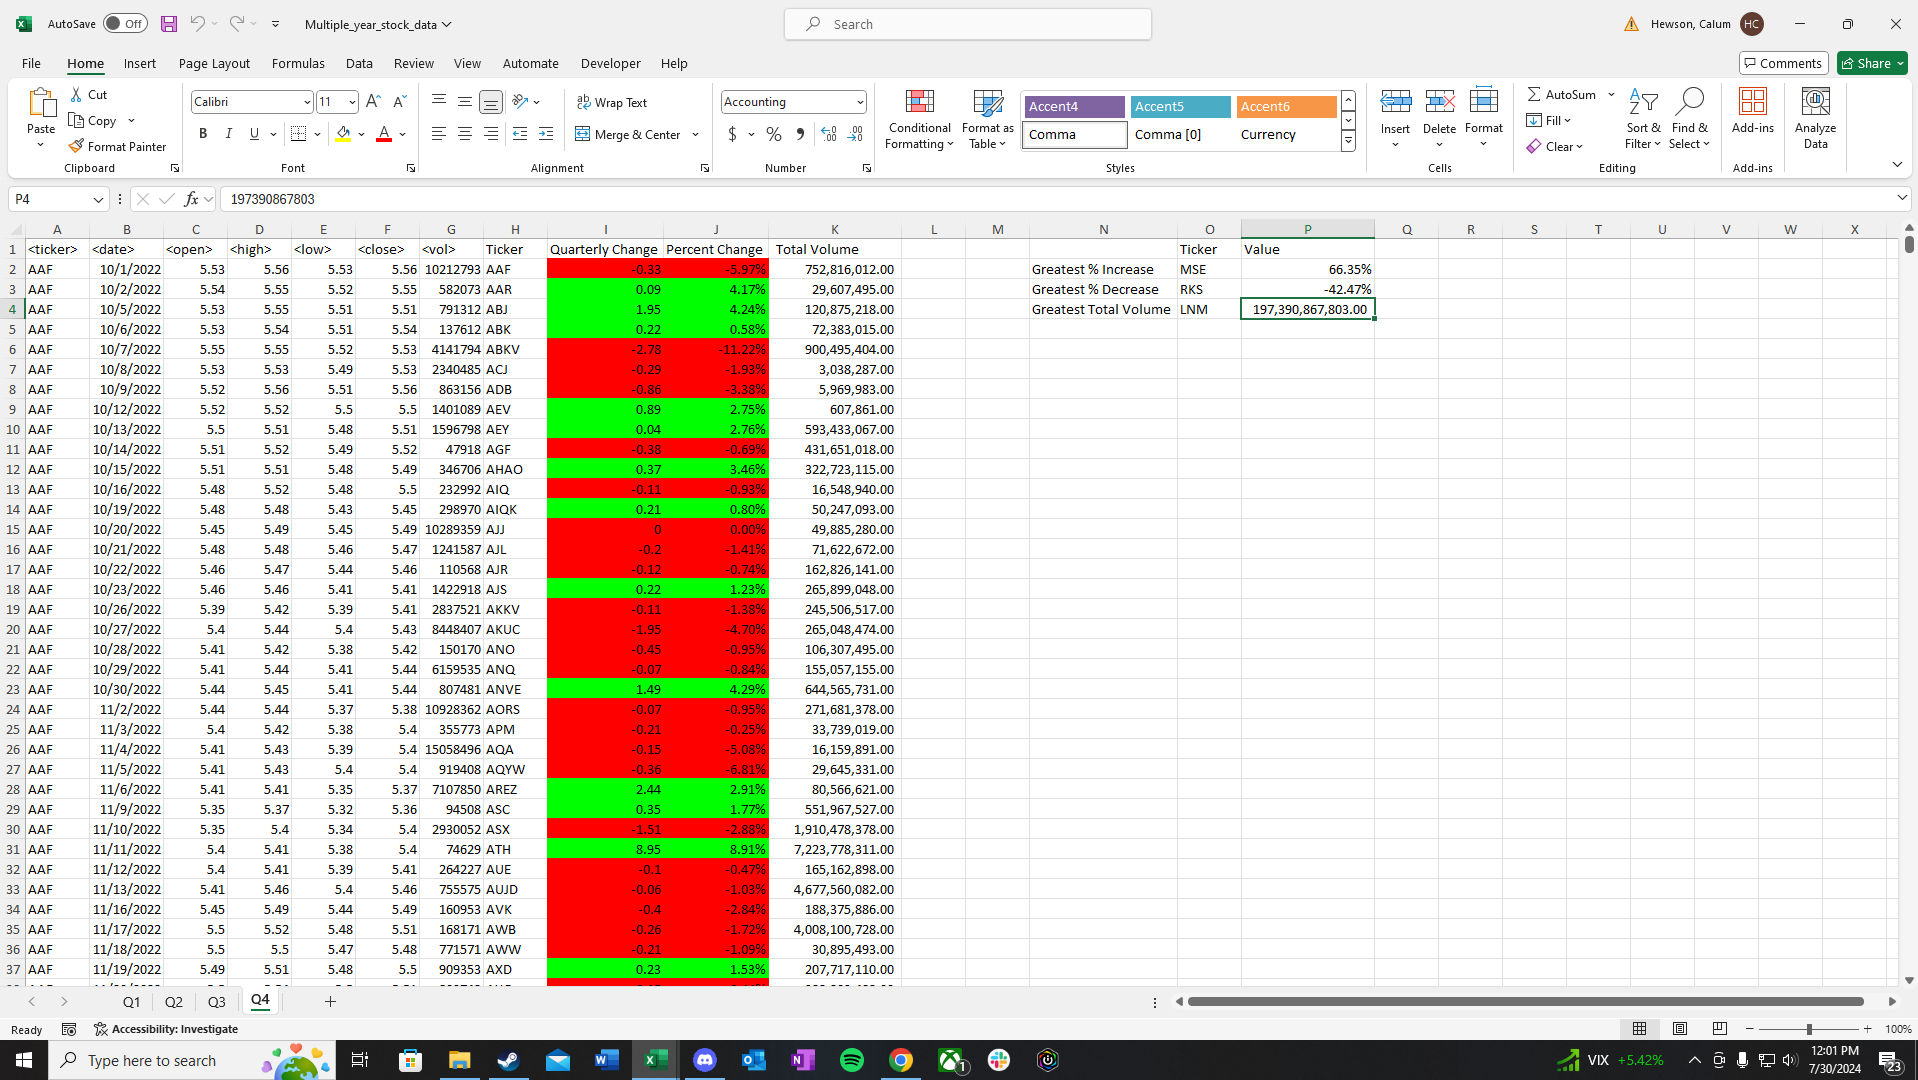 AutoSave Off Multiple_year_stock_data Search Hewson, Calum HC
File Home Insert Page Layout Formulas Data Review View Automate Developer Help Comments Share
Paste Cut Copy Format Painter Clipboard
Calibri 11 B I U A Font
Wrap Text Merge & Center Alignment
Accounting $ % Number
Conditional Formatting Format as Table
Accent4 Accent5 Accent6
Comma Comma [0] Currency
Styles
Insert Delete Format Cells
AutoSum Fill Clear Sort & Filter Find & Select Editing
Add-ins Add-ins
Analyze Data
P4 fx 197390867803
A B C D E F G H I J K L M N O P Q R S T U V W X
1 <ticker> <date> <open> <high> <low> <close> <vol> Ticker Quarterly Change Percent Change Total Volume Ticker Value
2 AAF 10/1/2022 5.53 5.56 5.53 5.56 10212793 AAF -0.33 -5.97% 752,816,012.00 Greatest % Increase MSE 66.35%
3 AAF 10/2/2022 5.54 5.55 5.52 5.55 582073 AAR 0.09 4.17% 29,607,495.00 Greatest % Decrease RKS -42.47%
4 AAF 10/5/2022 5.53 5.55 5.51 5.51 791312 ABJ 1.95 4.24% 120,875,218.00 Greatest Total Volume LNM 197,390,867,803.00
5 AAF 10/6/2022 5.53 5.54 5.51 5.54 137612 ABK 0.22 0.58% 72,383,015.00
6 AAF 10/7/2022 5.55 5.55 5.52 5.53 4141794 ABKV -2.78 -11.22% 900,495,404.00
7 AAF 10/8/2022 5.53 5.53 5.49 5.53 2340485 ACJ -0.29 -1.93% 3,038,287.00
8 AAF 10/9/2022 5.52 5.56 5.51 5.56 863156 ADB -0.86 -3.38% 5,969,983.00
9 AAF 10/12/2022 5.52 5.52 5.5 5.5 1401089 AEV 0.89 2.75% 607,861.00
10 AAF 10/13/2022 5.5 5.51 5.48 5.51 1596798 AEY 0.04 2.76% 593,433,067.00
11 AAF 10/14/2022 5.51 5.52 5.49 5.52 47918 AGF -0.38 -0.69% 431,651,018.00
12 AAF 10/15/2022 5.51 5.51 5.48 5.49 346706 AHAO 0.37 3.46% 322,723,115.00
13 AAF 10/16/2022 5.48 5.52 5.48 5.5 232992 AIQ -0.11 -0.93% 16,548,940.00
14 AAF 10/19/2022 5.48 5.48 5.43 5.45 298970 AIQK 0.21 0.80% 50,247,093.00
15 AAF 10/20/2022 5.45 5.49 5.45 5.49 10289359 AJJ 0 0.00% 49,885,280.00
16 AAF 10/21/2022 5.48 5.48 5.46 5.47 1241587 AJL -0.2 -1.41% 71,622,672.00
17 AAF 10/22/2022 5.46 5.47 5.44 5.46 110568 AJR -0.12 -0.74% 162,826,141.00
18 AAF 10/23/2022 5.46 5.46 5.41 5.41 1422918 AJS 0.22 1.23% 265,899,048.00
19 AAF 10/26/2022 5.39 5.42 5.39 5.41 2837521 AKKV -0.11 -1.38% 245,506,517.00
20 AAF 10/27/2022 5.4 5.44 5.4 5.43 8448407 AKUC -1.95 -4.70% 265,048,474.00
21 AAF 10/28/2022 5.41 5.42 5.38 5.42 150170 ANO -0.45 -0.95% 106,307,495.00
22 AAF 10/29/2022 5.41 5.44 5.41 5.44 6159535 ANQ -0.07 -0.84% 155,057,155.00
23 AAF 10/30/2022 5.44 5.45 5.41 5.44 807481 ANVE 1.49 4.29% 644,565,731.00
24 AAF 11/2/2022 5.44 5.44 5.37 5.38 10928362 AORS -0.07 -0.95% 271,681,378.00
25 AAF 11/3/2022 5.4 5.42 5.38 5.4 355773 APM -0.21 -0.25% 33,739,019.00
26 AAF 11/4/2022 5.41 5.43 5.39 5.4 15058496 AQA -0.15 -5.08% 16,159,891.00
27 AAF 11/5/2022 5.41 5.43 5.4 5.4 919408 AQYW -0.36 -6.81% 29,645,331.00
28 AAF 11/6/2022 5.41 5.41 5.35 5.37 7107850 AREZ 2.44 2.91% 80,566,621.00
29 AAF 11/9/2022 5.35 5.37 5.32 5.36 94508 ASC 0.35 1.77% 551,967,527.00
30 AAF 11/10/2022 5.35 5.4 5.34 5.4 2930052 ASX -1.51 -2.88% 1,910,478,378.00
31 AAF 11/11/2022 5.4 5.41 5.38 5.4 74629 ATH 8.95 8.91% 7,223,778,311.00
32 AAF 11/12/2022 5.4 5.41 5.39 5.41 264227 AUE -0.1 -0.47% 165,162,898.00
33 AAF 11/13/2022 5.41 5.46 5.4 5.46 755575 AUJD -0.06 -1.03% 4,677,560,082.00
34 AAF 11/16/2022 5.45 5.49 5.44 5.49 160953 AVK -0.4 -2.84% 188,375,886.00
35 AAF 11/17/2022 5.5 5.52 5.48 5.51 168171 AWB -0.26 -1.72% 4,008,100,728.00
36 AAF 11/18/2022 5.5 5.5 5.47 5.48 771571 AWW -0.21 -1.09% 30,895,493.00
37 AAF 11/19/2022 5.49 5.51 5.48 5.5 909353 AXD 0.23 1.53% 207,717,110.00
Q1 Q2 Q3 Q4
Ready Accessibility: Investigate 100%
Type here to search VIX +5.42% 12:01 PM
7/30/2024 23